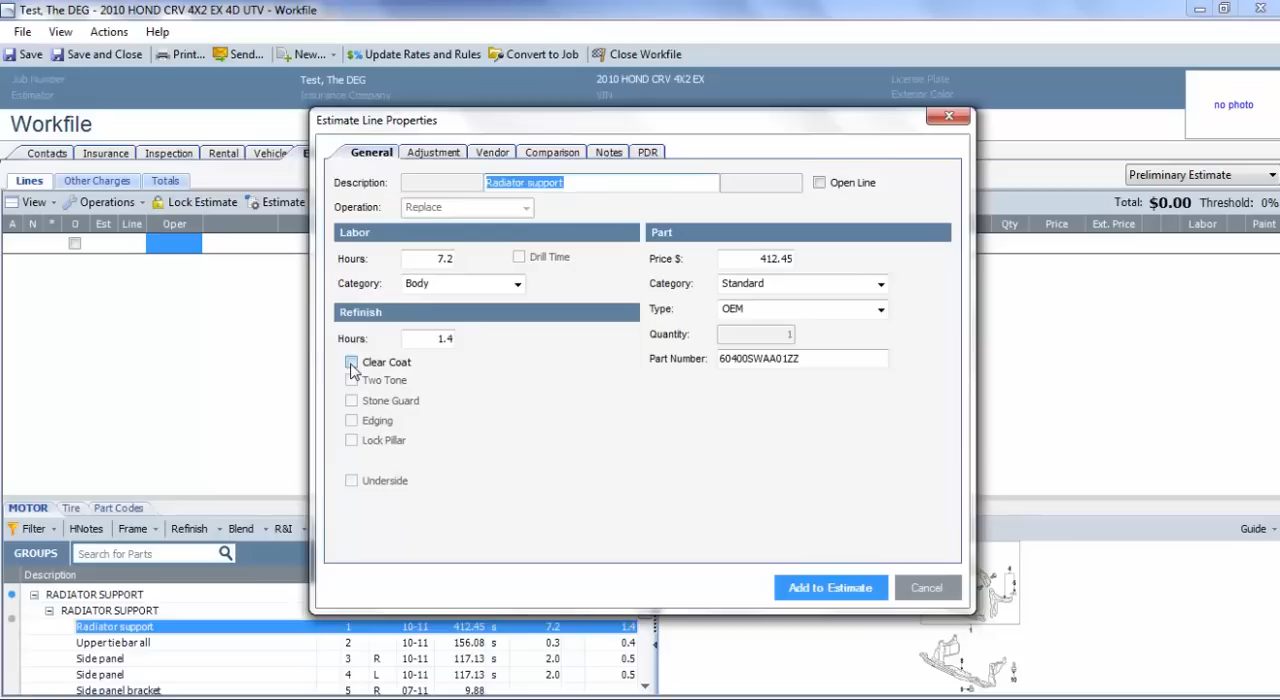 Test, The DEG - 2010 HOND CRV 4X2 EX 4D UTV - Workfile
File View Actions Help
Save Save and Close Print... Send... New... $% Update Rates and Rules Convert to Job Close Workfile
Job Number Test, The DEG 2010 HOND CRV 4X2 EX License Plate
Estimator Insurance Company VIN Exterior Color
no photo
Workfile
Contacts Insurance Inspection Rental Vehicle E
Lines Other Charges Totals Preliminary Estimate
View Operations Lock Estimate Estimate Total: $0.00 Threshold: 0%
A N * O Est Line Oper Qty Price Ext. Price Labor Paint
Estimate Line Properties
General Adjustment Vendor Comparison Notes PDR
Description: Radiator support Open Line
Operation: Replace
Labor Part
Hours: 7.2 Drill Time Price $: 412.45
Category: Body Category: Standard
Refinish Type: OEM
Hours: 1.4 Quantity: 1
Clear Coat Part Number: 60400SWAA01ZZ
Two Tone
Stone Guard
Edging
Lock Pillar
Underside
Add to Estimate Cancel
MOTOR Tire Part Codes
Filter HNotes Frame Refinish Blend R&I Guide
GROUPS Search for Parts
Description
RADIATOR SUPPORT
RADIATOR SUPPORT
Radiator support 1 10-11 412.45 s 7.2 1.4
Upper tie bar all 2 10-11 156.08 s 0.3 0.4
Side panel 3 R 10-11 117.13 s 2.0 0.5
Side panel 4 L 10-11 117.13 s 2.0 0.5
Side panel bracket 5 R 07-11 9.88